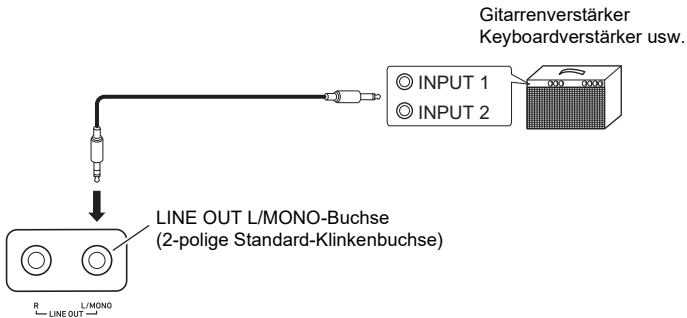 Gitarrenverstärker
Keyboardverstärker usw.
INPUT 1
INPUT 2
LINE OUT L/MONO-Buchse
(2-polige Standard-Klinkenbuchse)
R L/MONO
LINE OUT